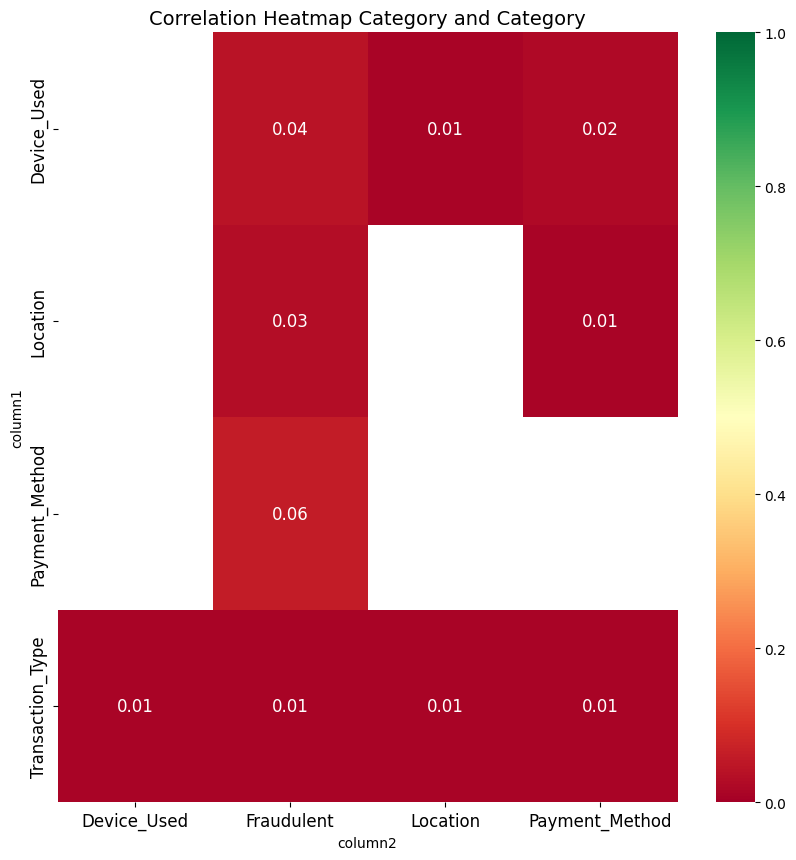 Correlation Heatmap Category and Category
column1
Device_Used
0.04
0.01
0.02
Location
0.03
0.01
Payment_Method
0.06
Transaction_Type
0.01
0.01
0.01
0.01
Device_Used
Fraudulent
Location
Payment_Method
column2
1.0
0.8
0.6
0.4
0.2
0.0